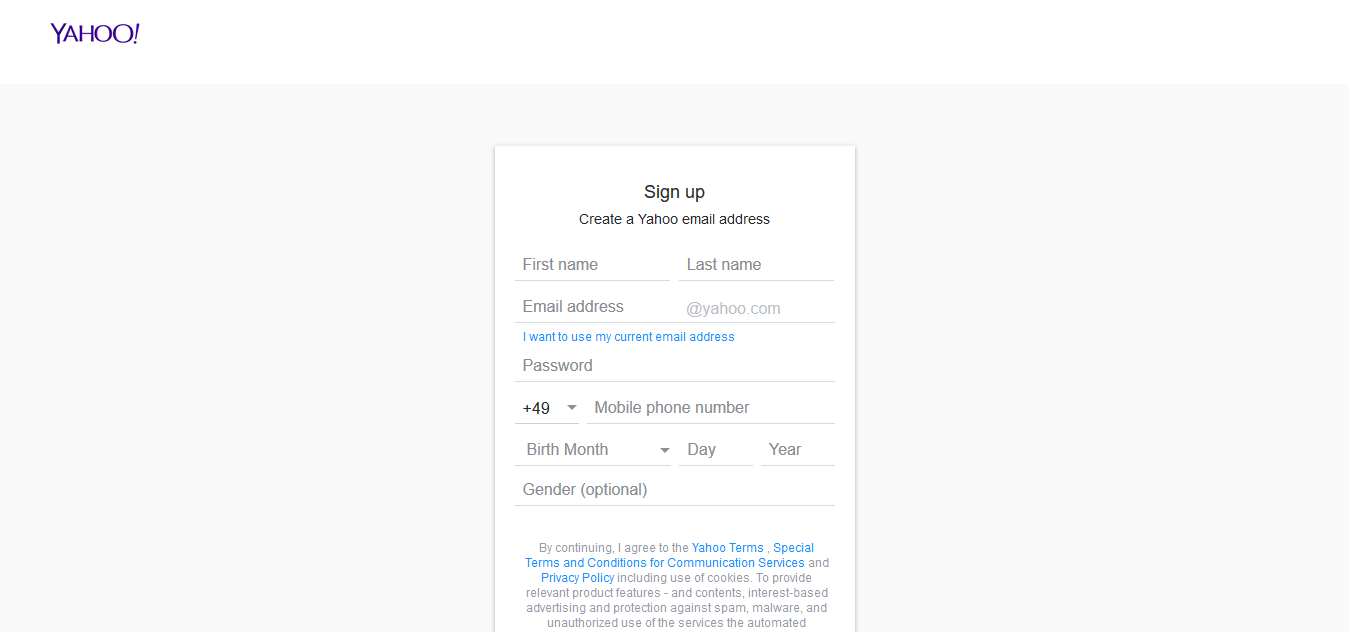 YAHOO!
Sign up
Create a Yahoo email address
First name Last name
Email address @yahoo.com
I want to use my current email address
Password
+49 Mobile phone number
Birth Month Day Year
Gender (optional)
By continuing, I agree to the Yahoo Terms , Special
Terms and Conditions for Communication Services and
Privacy Policy including use of cookies. To provide
relevant product features - and contents, interest-based
advertising and protection against spam, malware, and
unauthorized use of the services the automated